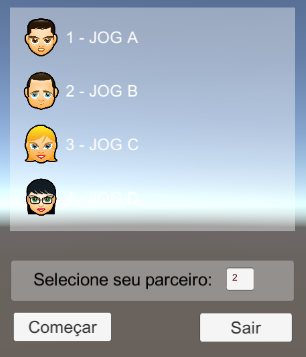 1 - JOG A
2 - JOG B
3 - JOG C
Selecione seu parceiro: 2
Começar
Sair